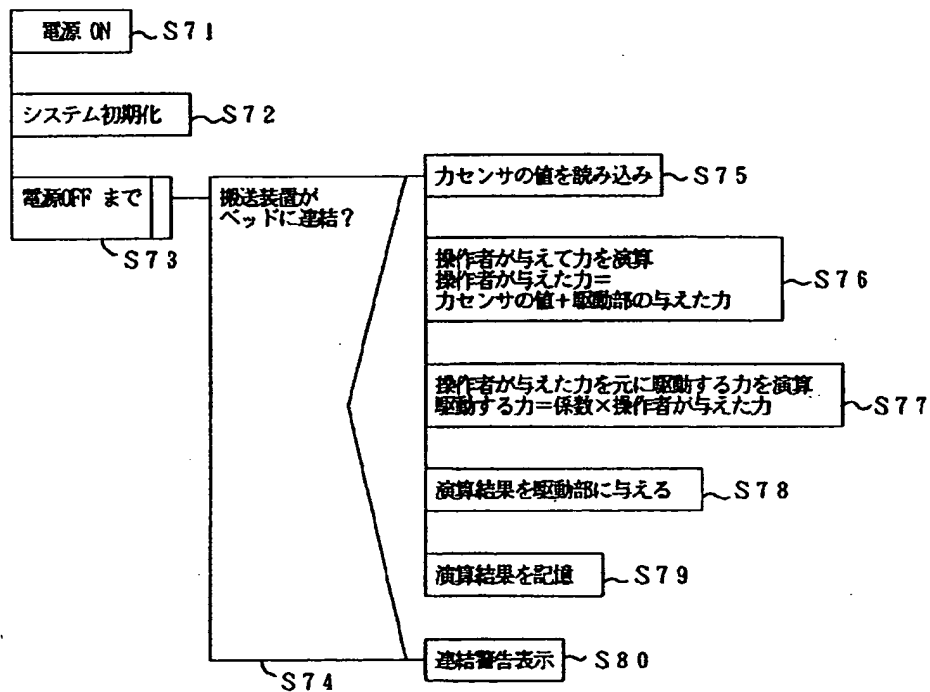 電源 ON
S71
システム初期化
S72
電源OFF まで
S73
搬送装置が
ベッドに連結?
S74
力センサの値を読み込み
S75
操作者が与えて力を演算
操作者が与えた力=
力センサの値+駆動部の与えた力
S76
操作者が与えた力を元に駆動する力を演算
駆動する力=係数×操作者が与えた力
S77
演算結果を駆動部に与える
S78
演算結果を記憶
S79
連結警告表示
S80